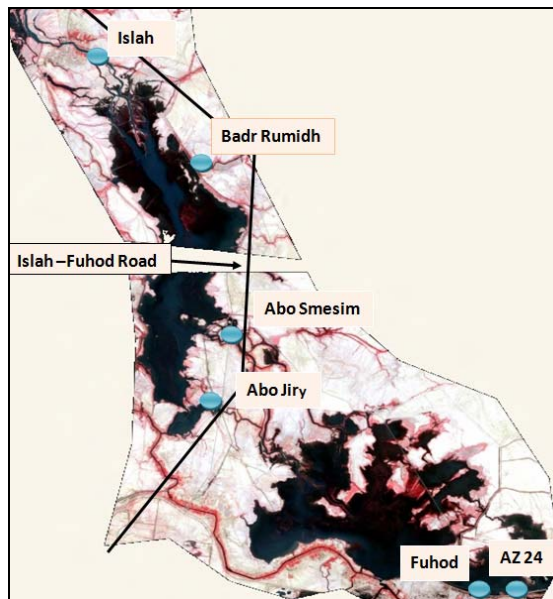 Islah
Badr Rumidh
Islah –Fuhod Road
Abo Smesim
Abo Jiry
Fuhod
AZ 24